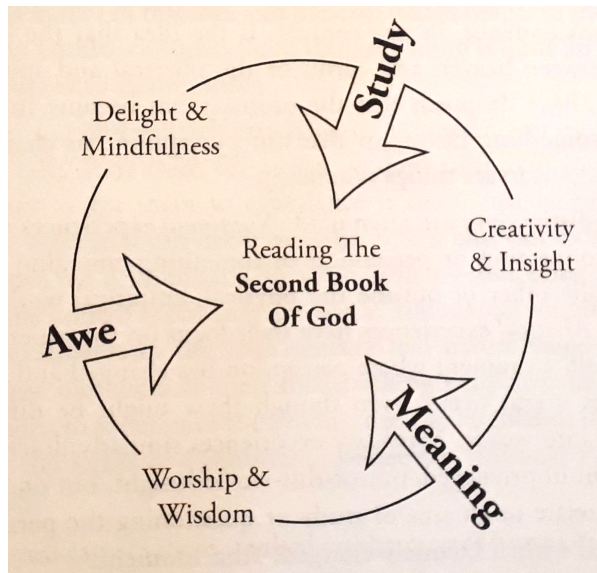 Study
Delight &
Mindfulness
Creativity
& Insight
Reading The
Second Book
Of God
Awe
Meaning
Worship &
Wisdom